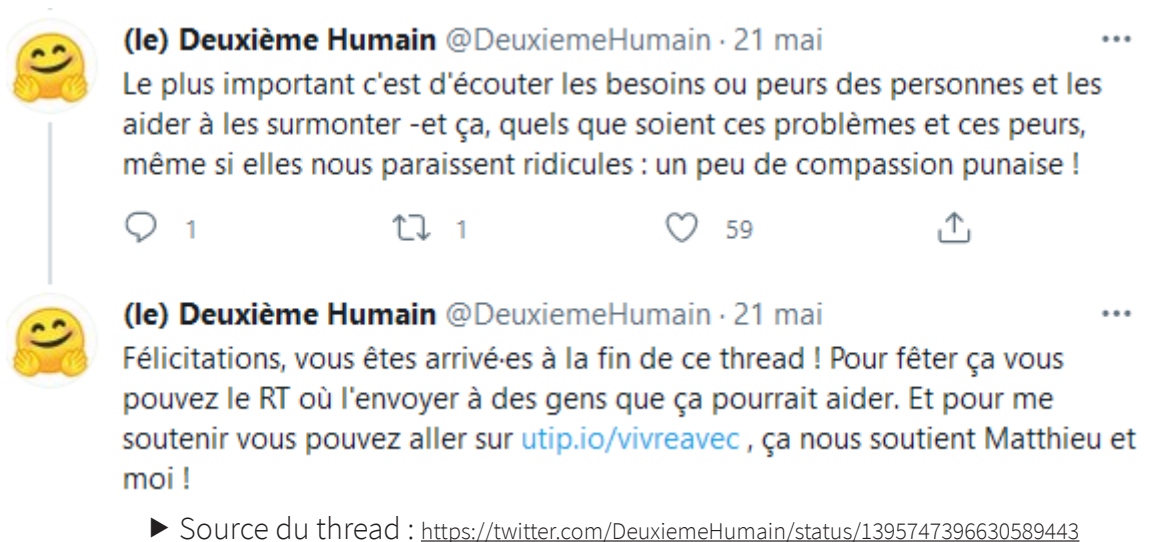 (le) Deuxième Humain @DeuxiemeHumain · 21 mai
Le plus important c'est d'écouter les besoins ou peurs des personnes et les
aider à les surmonter -et ça, quels que soient ces problèmes et ces peurs,
même si elles nous paraissent ridicules : un peu de compassion punaise !
1 1 59
(le) Deuxième Humain @DeuxiemeHumain · 21 mai
Félicitations, vous êtes arrivé·es à la fin de ce thread ! Pour fêter ça vous
pouvez le RT où l'envoyer à des gens que ça pourrait aider. Et pour me
soutenir vous pouvez aller sur utip.io/vivreavec , ça nous soutient Matthieu et
moi !
► Source du thread : https://twitter.com/DeuxiemeHumain/status/1395747396630589443